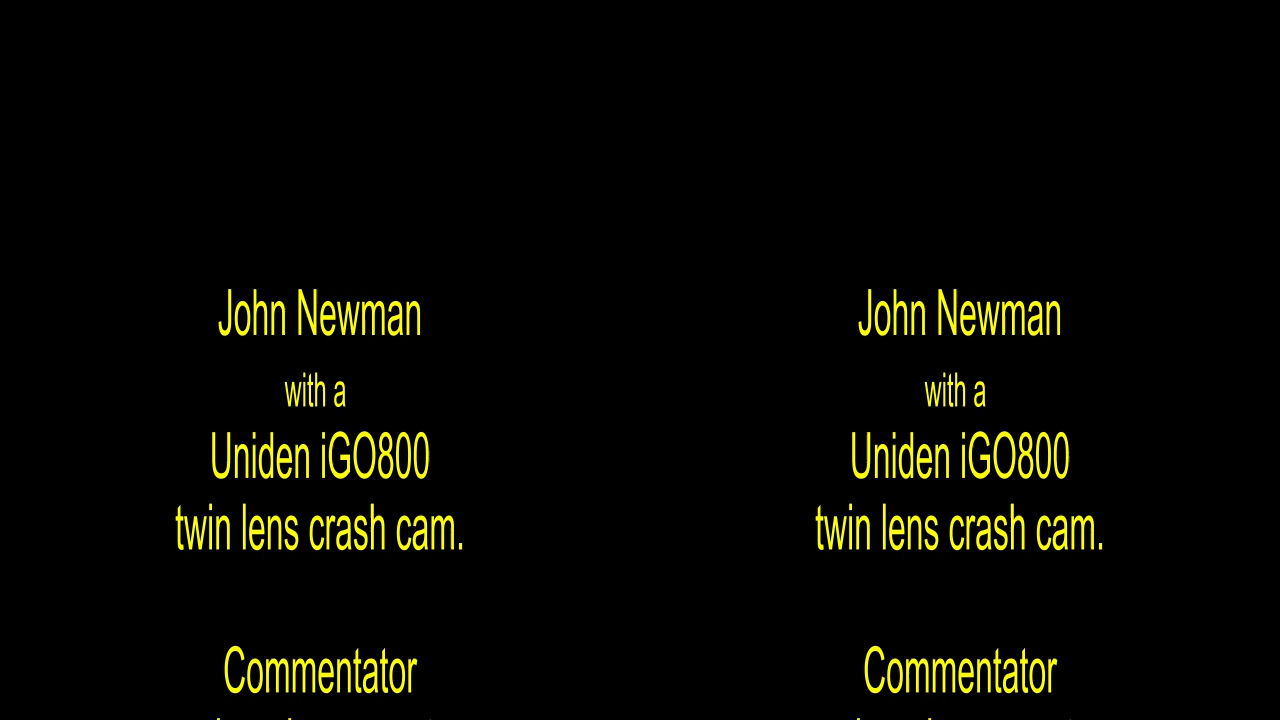 John Newman
with a
Uniden iGO800
twin lens crash cam.
Commentator
John Newman
with a
Uniden iGO800
twin lens crash cam.
Commentator